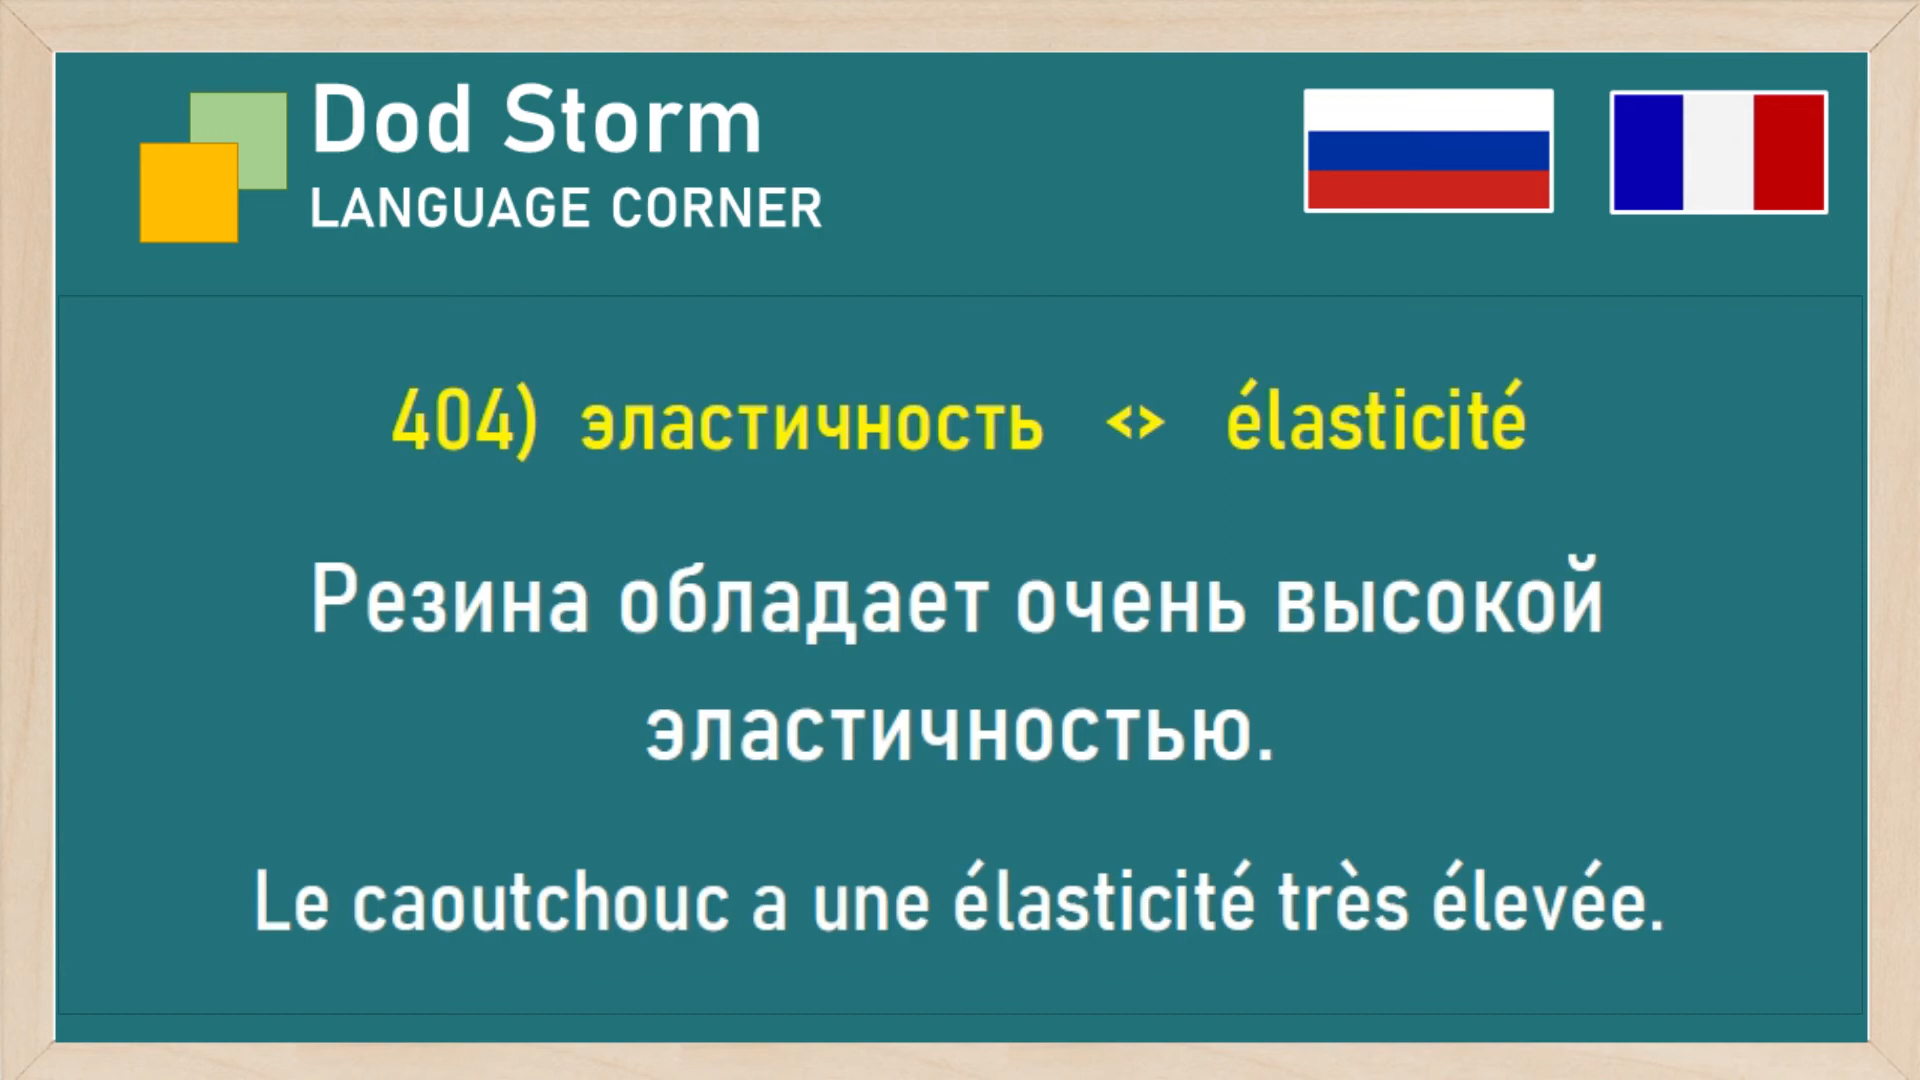 Dod Storm
LANGUAGE CORNER
404) эластичность <> élasticité
Резина обладает очень высокой
эластичностью.
Le caoutchouc a une élasticité très élevée.